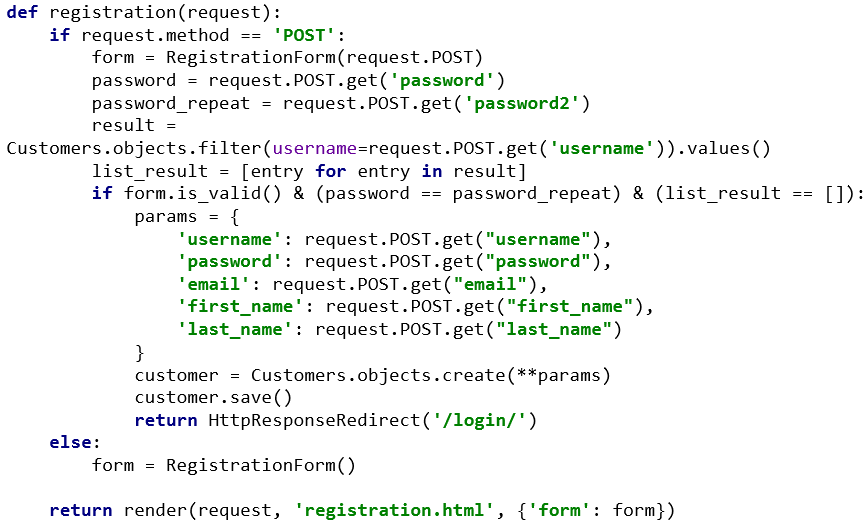 def registration(request):
    if request.method == 'POST':
        form = RegistrationForm(request.POST)
        password = request.POST.get('password')
        password_repeat = request.POST.get('password2')
        result =
Customers.objects.filter(username=request.POST.get('username')).values()
        list_result = [entry for entry in result]
        if form.is_valid() & (password == password_repeat) & (list_result == []):
            params = {
                'username': request.POST.get("username"),
                'password': request.POST.get("password"),
                'email': request.POST.get("email"),
                'first_name': request.POST.get("first_name"),
                'last_name': request.POST.get("last_name")
            }
            customer = Customers.objects.create(**params)
            customer.save()
            return HttpResponseRedirect('/login/')
    else:
        form = RegistrationForm()

    return render(request, 'registration.html', {'form': form})